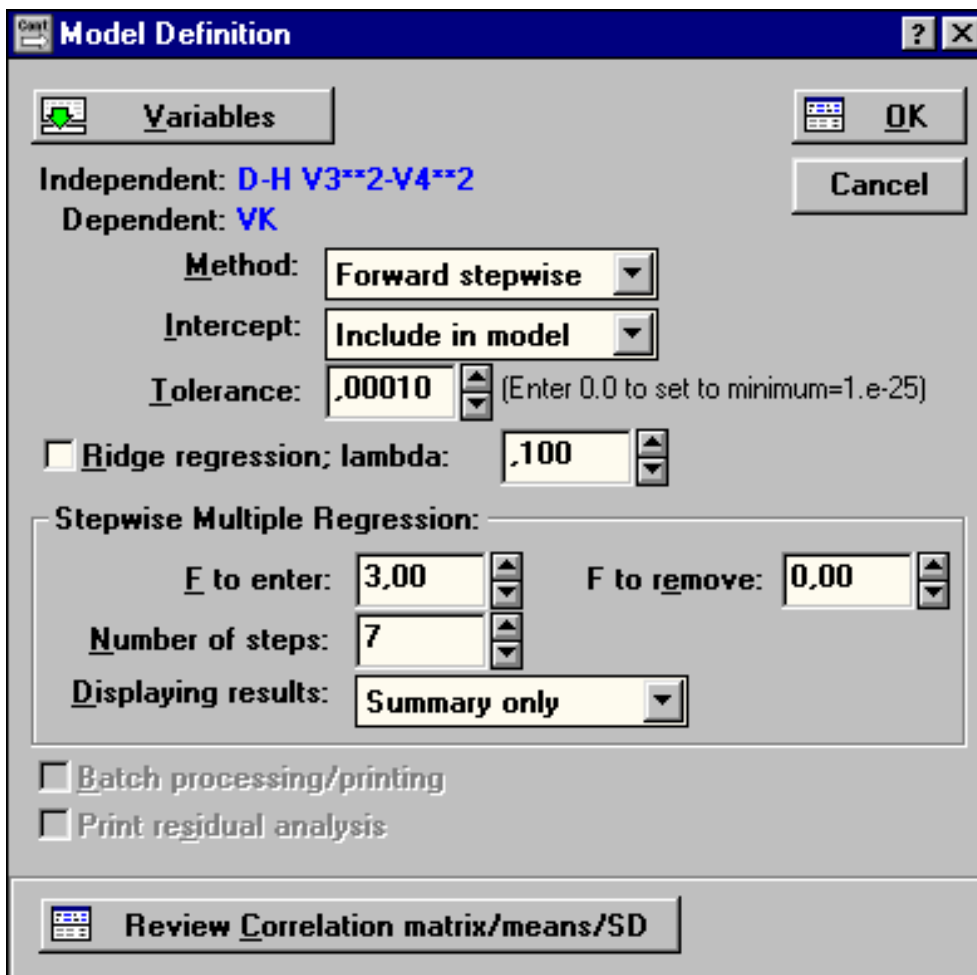 Cont
Model Definition
? X
Variables
OK
Independent: D-H V3**2-V4**2
Cancel
Dependent: VK
Method: Forward stepwise
Intercept: Include in model
Tolerance: ,00010 (Enter 0.0 to set to minimum=1.e-25)
Ridge regression; lambda: ,100
Stepwise Multiple Regression:
F to enter: 3,00 F to remove: 0,00
Number of steps: 7
Displaying results: Summary only
Batch processing/printing
Print residual analysis
Review Correlation matrix/means/SD